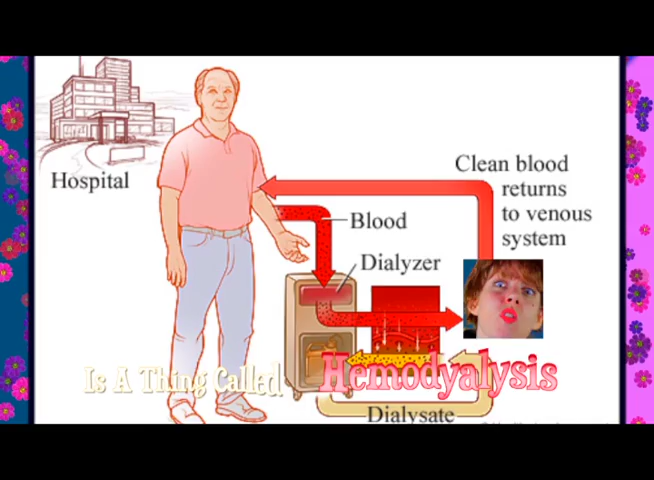 Hospital
Clean blood
returns
to venous
system
Blood
Dialyzer
Is A Thing Called Hemodyalysis
Dialysate